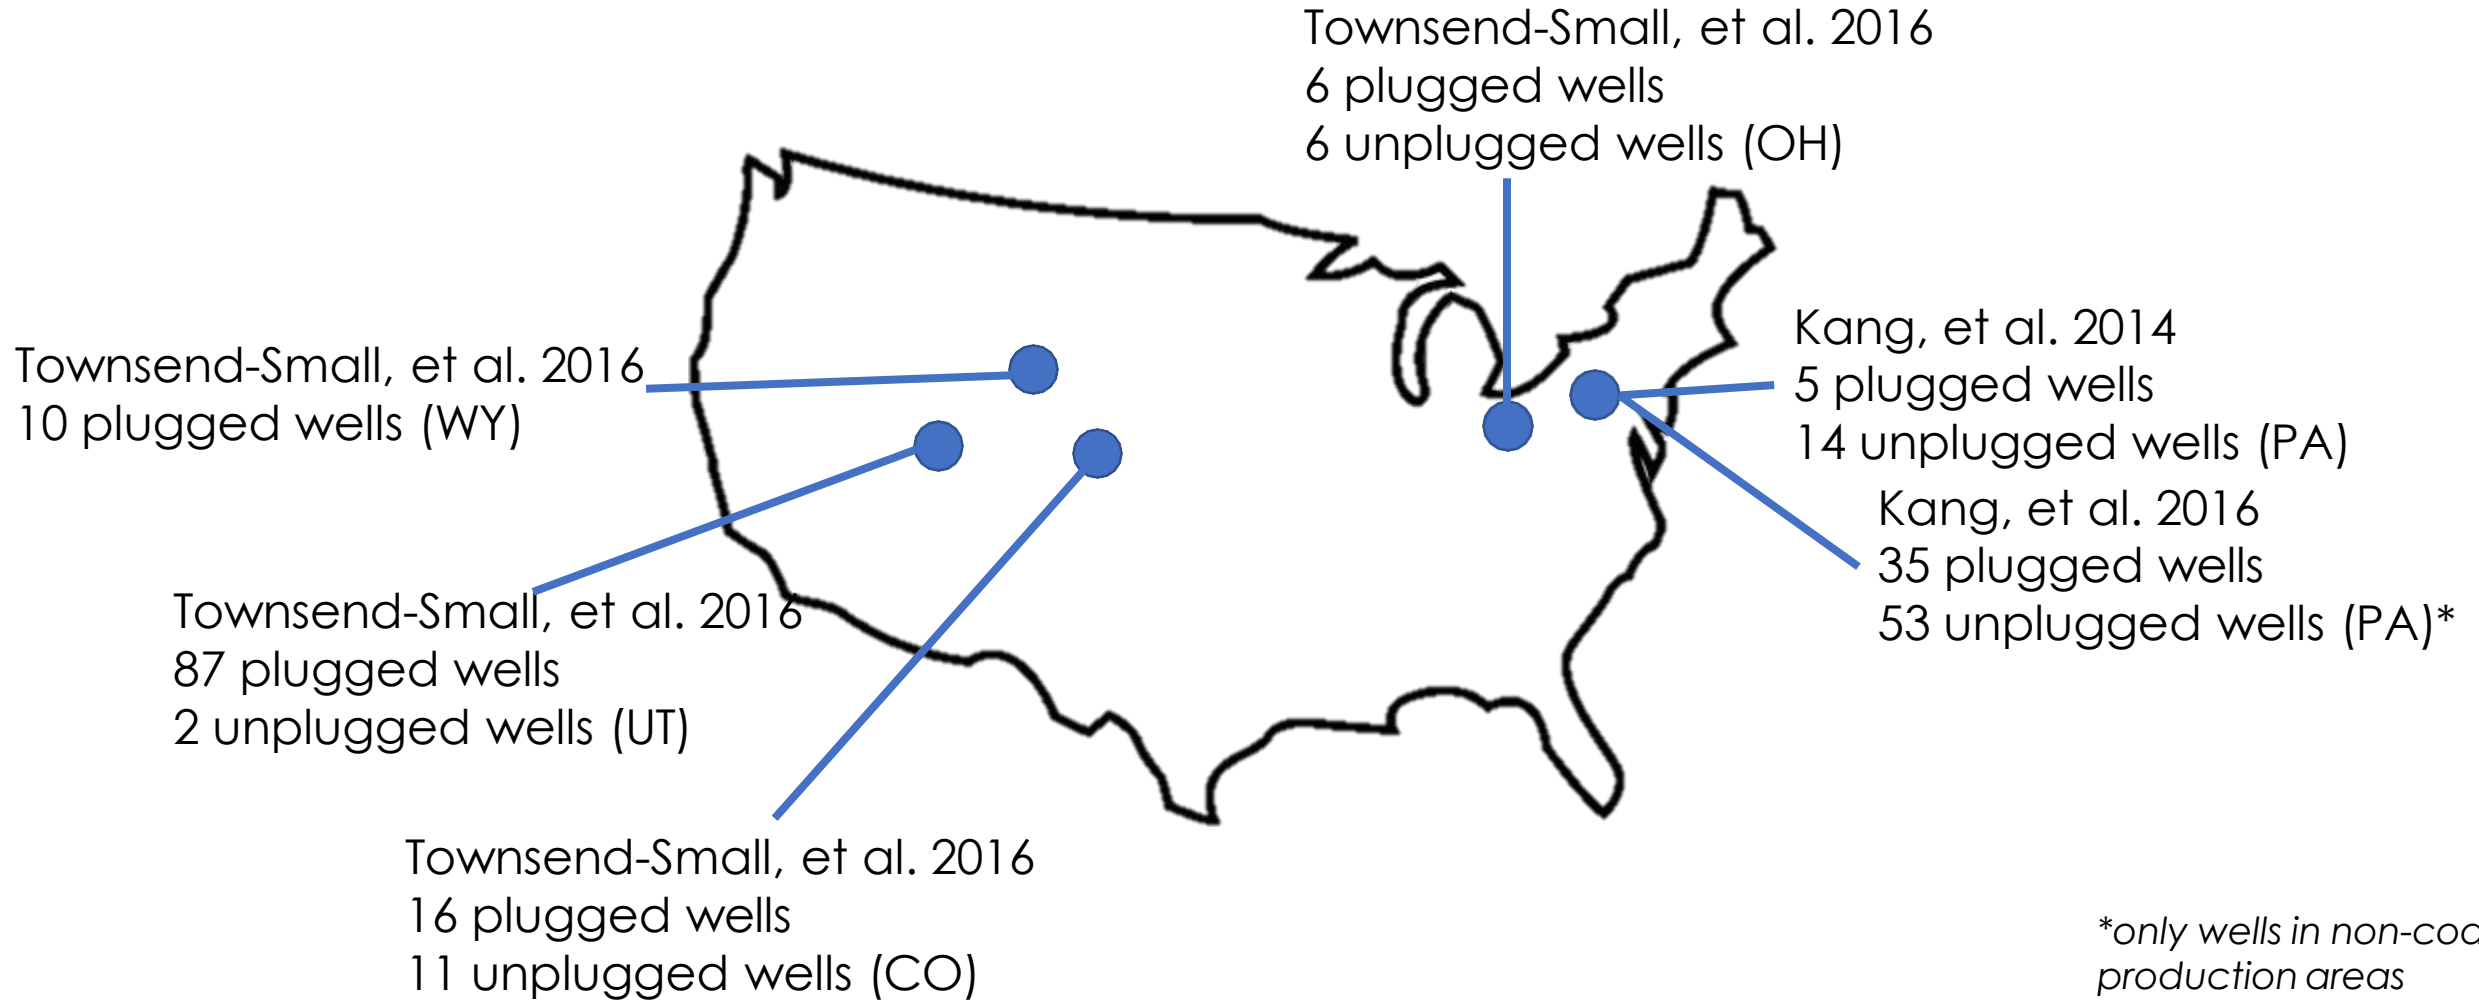 Townsend-Small, et al. 2016
6 plugged wells
6 unplugged wells (OH)
Townsend-Small, et al. 2016
10 plugged wells (WY)
Kang, et al. 2014
5 plugged wells
14 unplugged wells (PA)
Kang, et al. 2016
35 plugged wells
53 unplugged wells (PA)*
Townsend-Small, et al. 2016
87 plugged wells
2 unplugged wells (UT)
Townsend-Small, et al. 2016
16 plugged wells
11 unplugged wells (CO)
*only wells in
production areas